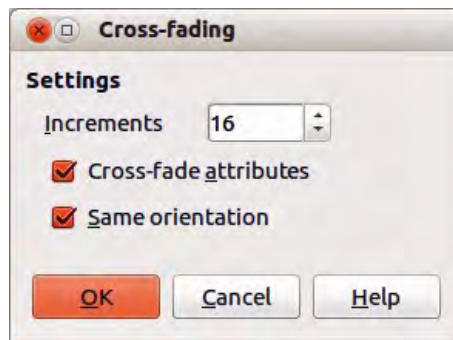 Cross-fading
Settings
Increments 16
Cross-fade attributes
Same orientation
OK Cancel Help